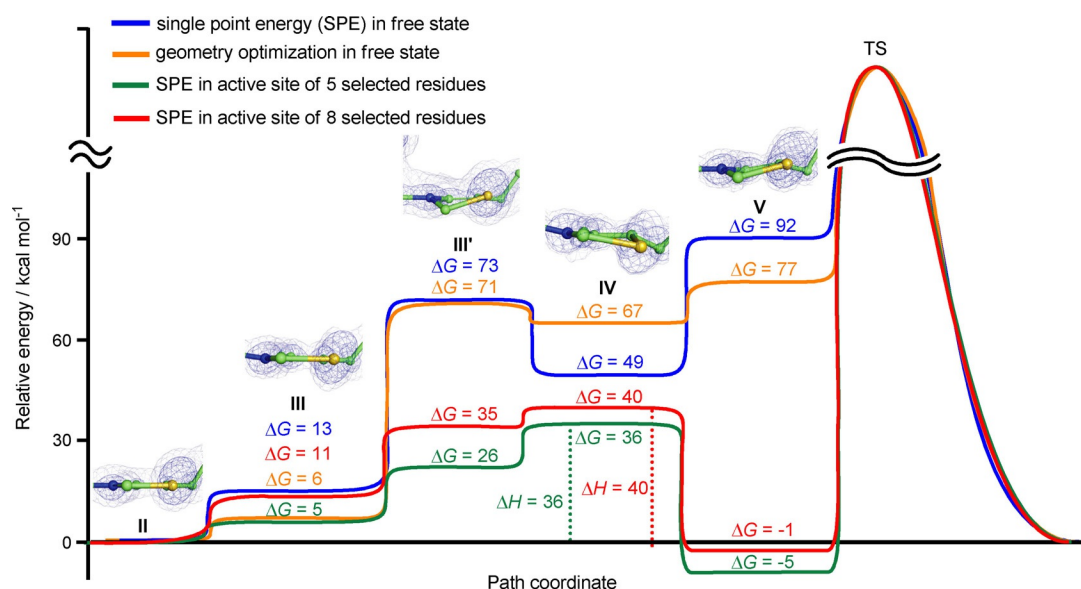 single point energy (SPE) in free state
geometry optimization in free state
SPE in active site of 5 selected residues
SPE in active site of 8 selected residues
TS
Relative energy / kcal mol⁻¹
90
60
30
0
II
III
ΔG = 13
ΔG = 11
ΔG = 6
ΔG = 5
III'
ΔG = 73
ΔG = 71
ΔG = 35
ΔG = 26
IV
ΔG = 67
ΔG = 49
ΔG = 40
ΔG = 36
ΔH = 36
ΔH = 40
V
ΔG = 92
ΔG = 77
ΔG = -1
ΔG = -5
Path coordinate